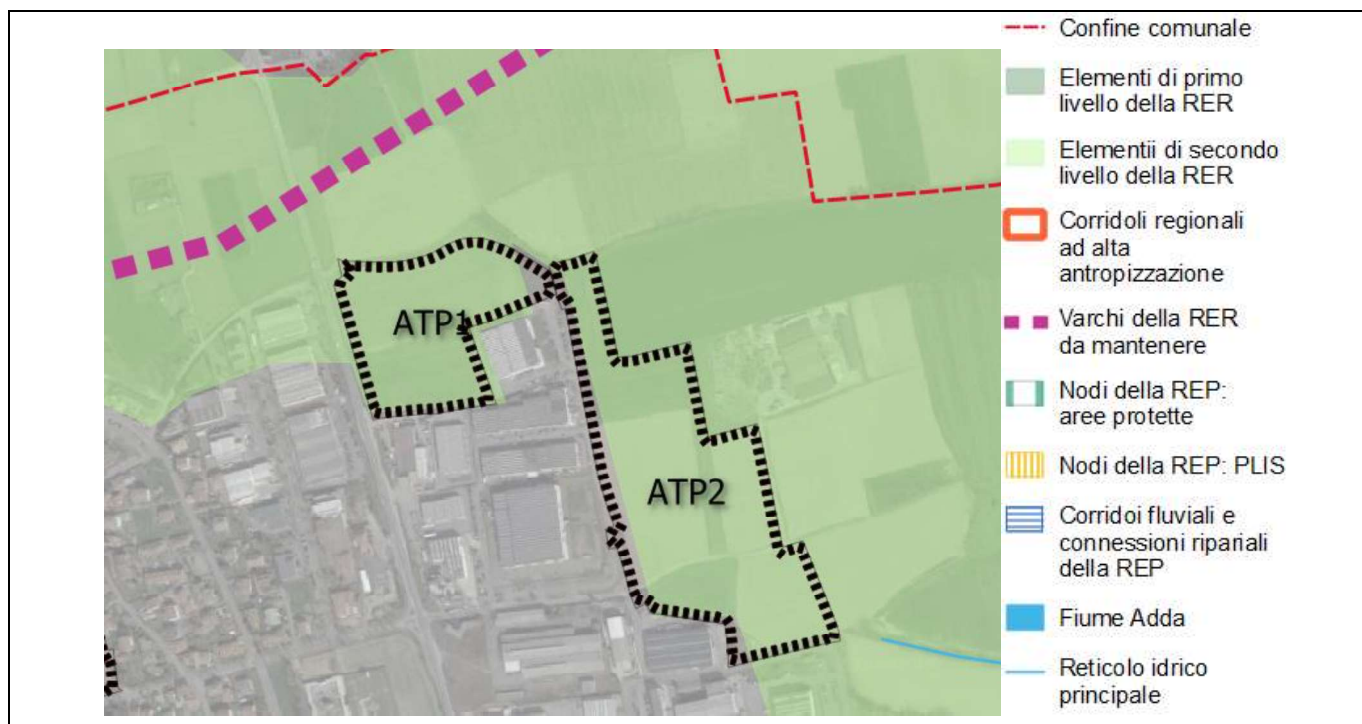 ATP1
ATP2
Confine comunale
Elementi di primo
livello della RER
Elementii di secondo
livello della RER
Corridoli regionali
ad alta
antropizzazione
Varchi della RER
da mantenere
Nodi della REP:
aree protette
Nodi della REP: PLIS
Corridoi fluviali e
connessioni ripariali
della REP
Fiume Adda
Reticolo idrico
principale